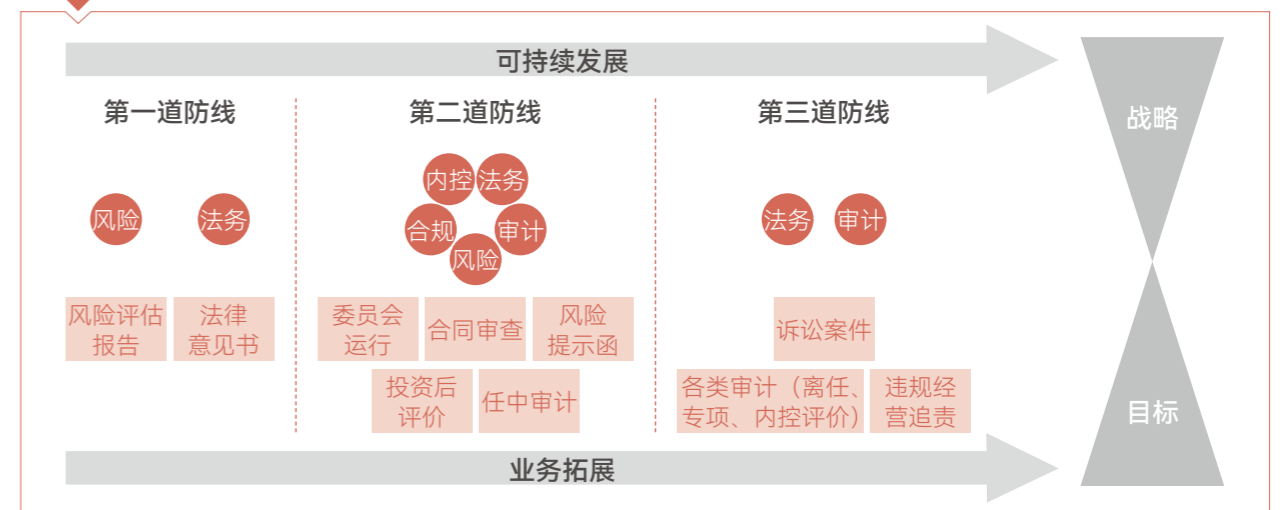 可持续发展
第一道防线
第二道防线
第三道防线
战略
风险
法务
内控
法务
合规
审计
风险
法务
审计
风险评估
报告
法律
意见书
委员会
运行
合同审查
风险
提示函
投资后
评价
任中审计
诉讼案件
各类审计（离任、
专项、内控评价）
违规经
营追责
目标
业务拓展